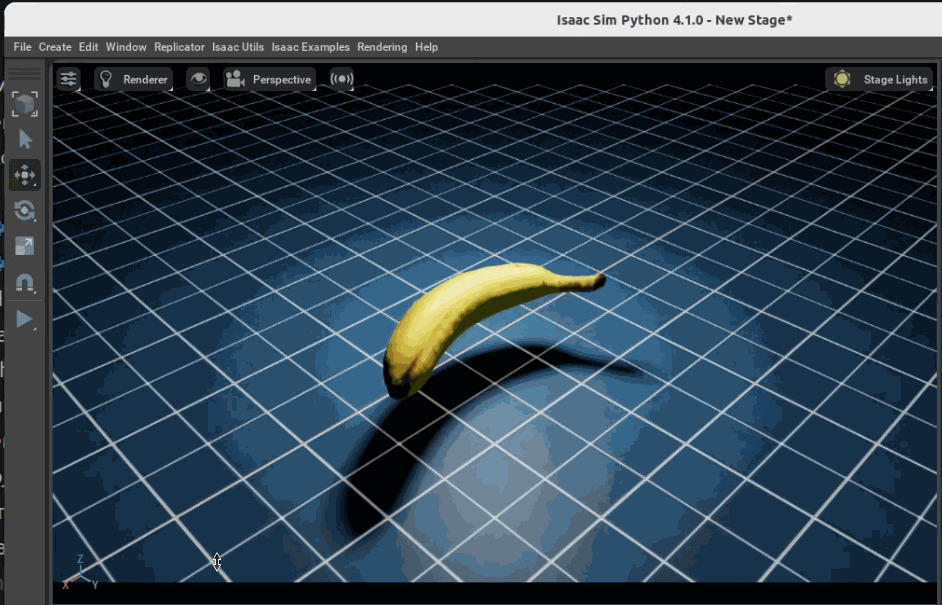 Isaac Sim Python 4.1.0 - New Stage*
File Create Edit Window Replicator Isaac Utils Isaac Examples Rendering Help
Renderer Perspective Stage Lights
Z
X Y